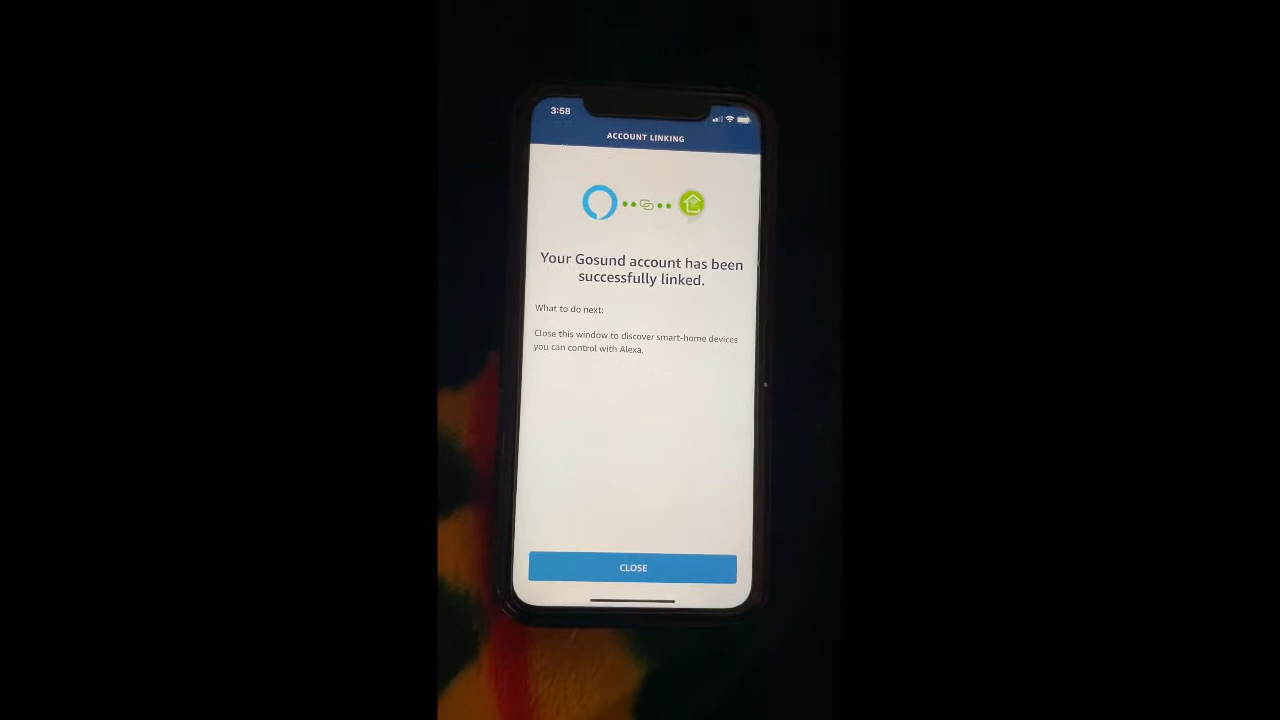 3:58
ACCOUNT LINKING
Your Gosund account has been
successfully linked.
What to do next:
Close this window to discover smart-home devices
you can control with Alexa.
CLOSE